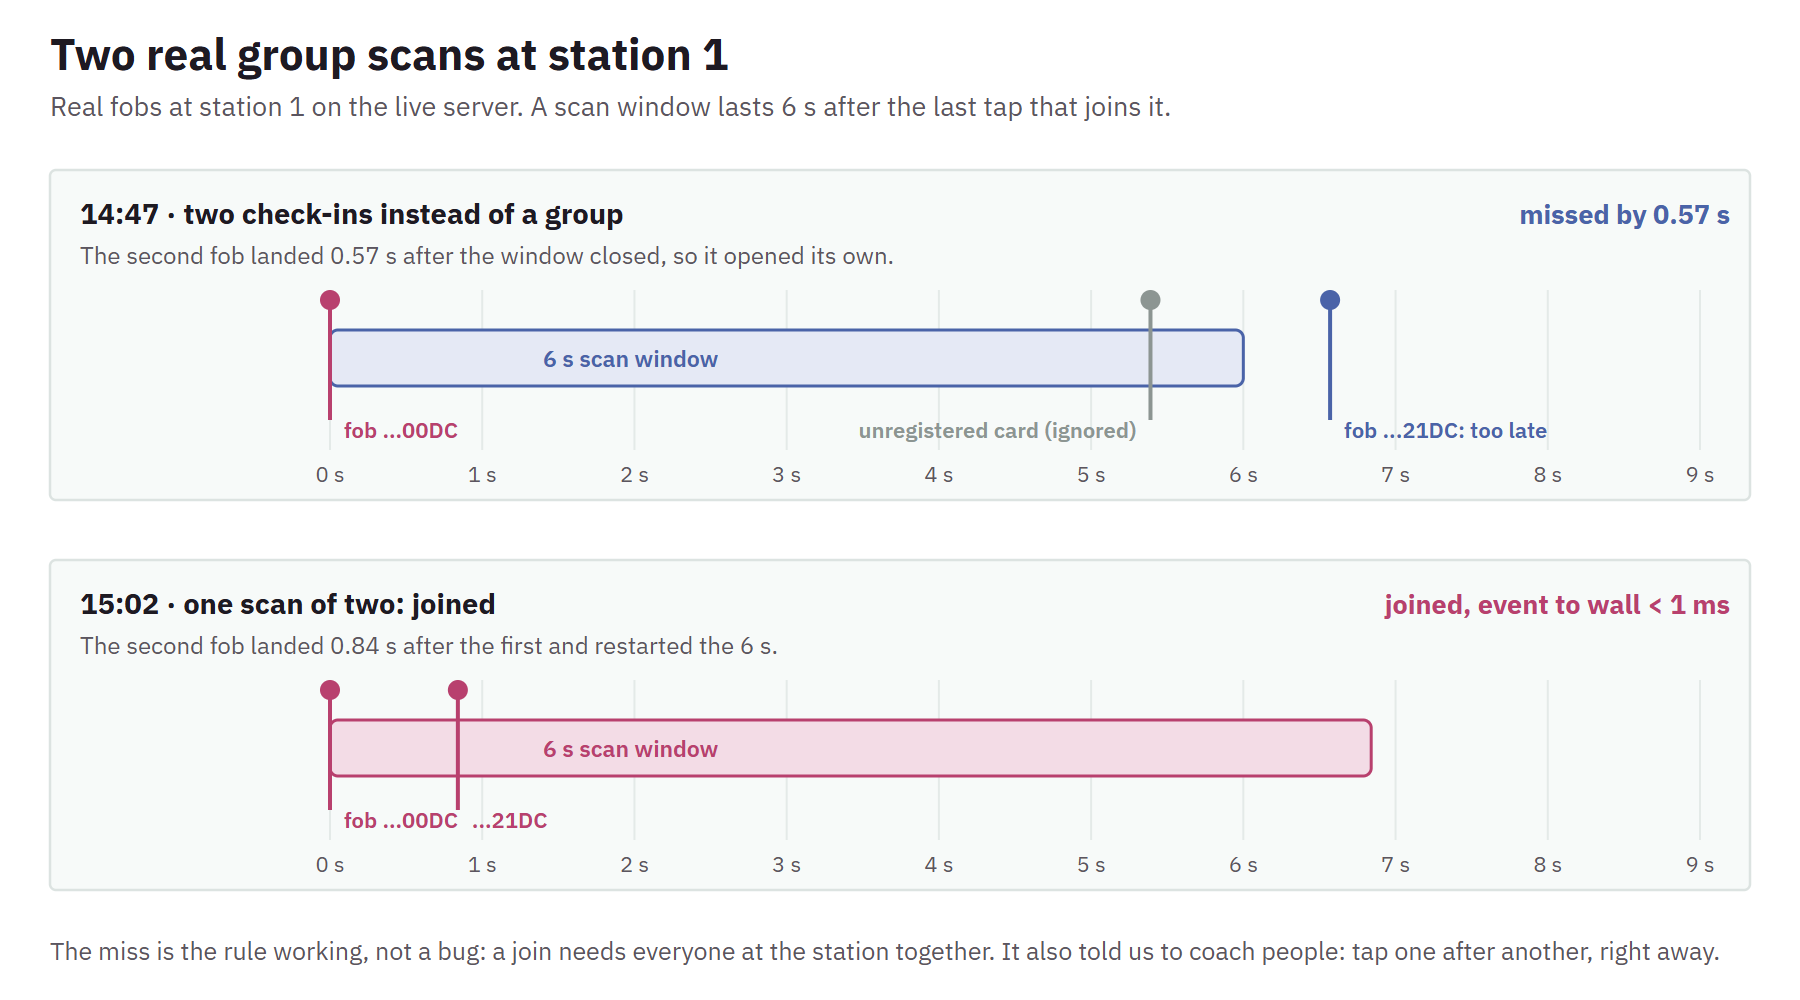 Two real group scans at station 1
Real fobs at station 1 on the live server. A scan window lasts 6 s after the last tap that joins it.
14:47 · two check-ins instead of a group
missed by 0.57 s
The second fob landed 0.57 s after the window closed, so it opened its own.
6 s scan window
fob ...00DC
unregistered card (ignored)
fob ...21DC: too late
0 s 1 s 2 s 3 s 4 s 5 s 6 s 7 s 8 s 9 s
15:02 · one scan of two: joined
joined, event to wall < 1 ms
The second fob landed 0.84 s after the first and restarted the 6 s.
6 s scan window
fob ...00DC
...21DC
0 s 1 s 2 s 3 s 4 s 5 s 6 s 7 s 8 s 9 s
The miss is the rule working, not a bug: a join needs everyone at the station together. It also told us to coach people: tap one after another, right away.